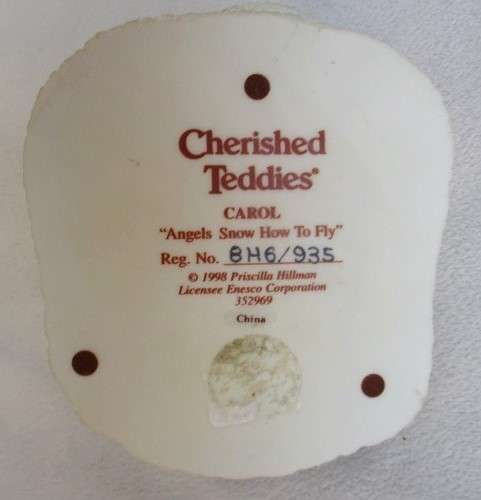 Cherished
Teddies®
CAROL
"Angels Snow How To Fly"
Reg. No. 8H6/935
© 1998 Priscilla Hillman
Licensee Enesco Corporation
352969
China